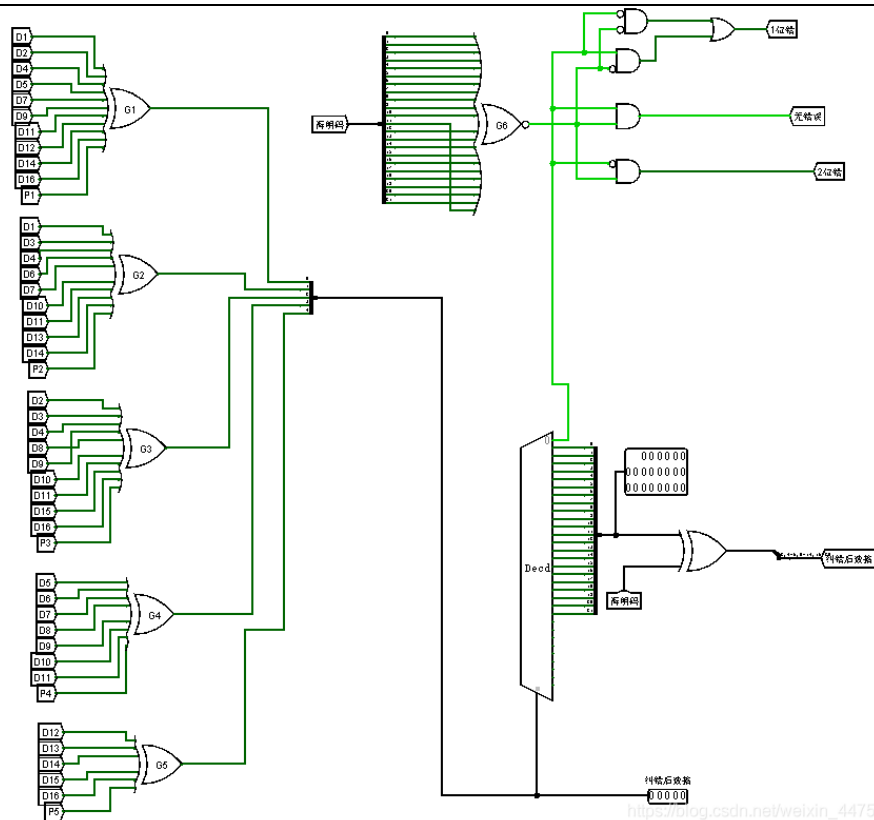 D1
D2
D4
D5
D7
D9
D11
D12
D14
D16
P1
G1
D1
D3
D4
D6
D7
D10
D11
D13
D14
P2
G2
D2
D3
D4
D8
D9
D10
D11
D15
D16
P3
G3
D5
D6
D7
D8
D9
D10
D11
P4
G4
D12
D13
D14
D15
D16
P5
G5
海明码
G6
1位错
无错误
2位错
0
Decd
000000
00000000
00000000
海明码
纠错后数据
纠错后数据
00000
https://blog.csdn.net/weixin_4475